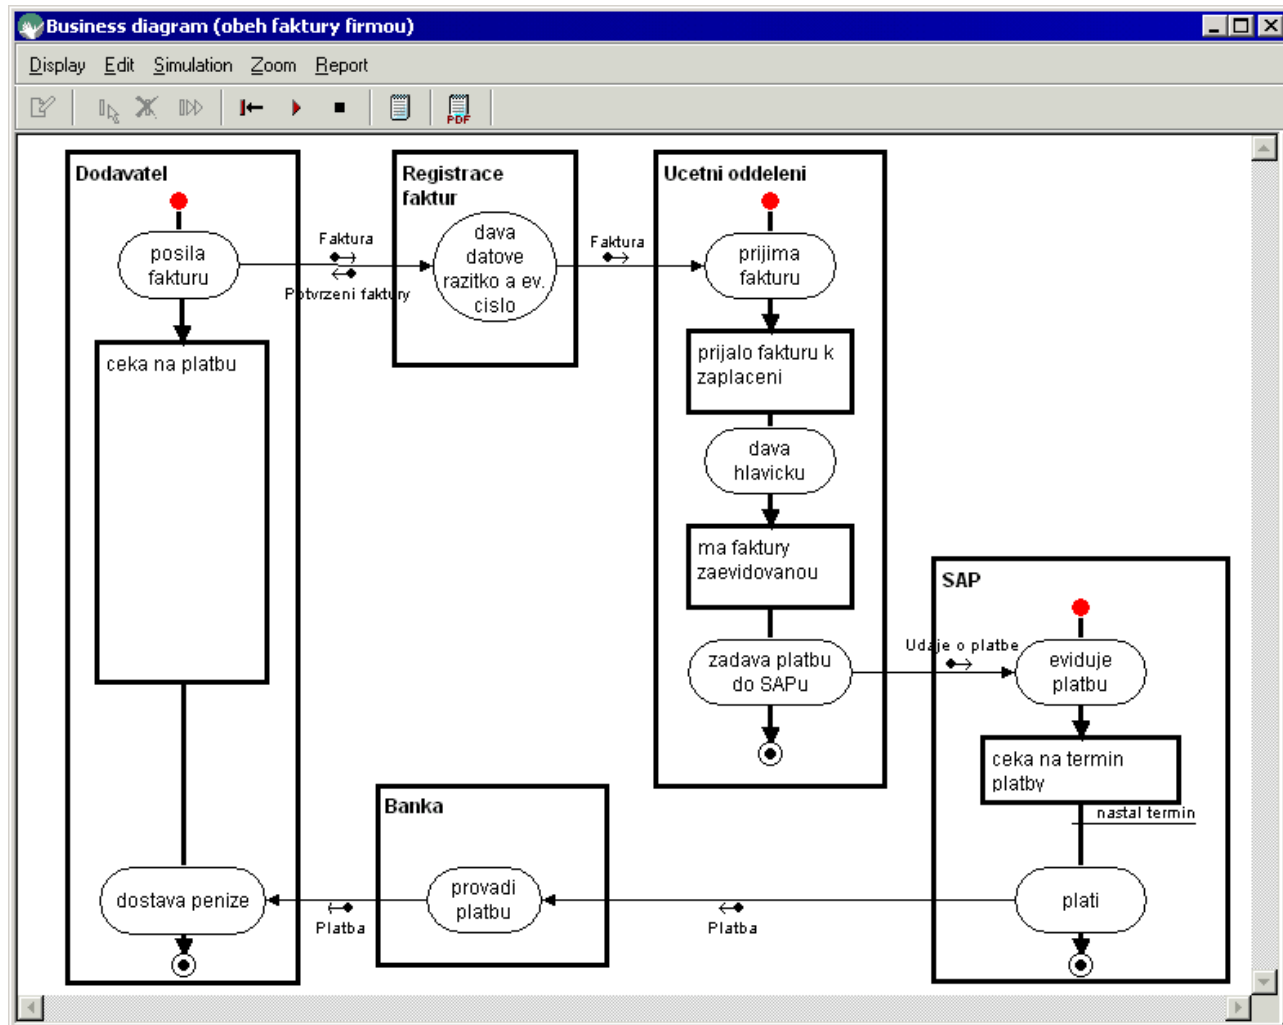 Business diagram (obeh faktury firmou)
Display Edit Simulation Zoom Report
PDF
Dodavatel
posila
fakturu
ceka na platbu
dostava penize
Faktura
Potvrzeni faktury
Registrace
faktur
dava
datove
razitko a ev.
cislo
Faktura
Ucetni oddeleni
prijima
fakturu
prijalo fakturu k
zaplaceni
dava
hlavicku
ma faktury
zaevidovanou
zadava platbu
do SAPu
Udaje o platbe
SAP
eviduje
platbu
ceka na termin
platby
nastal termin
plati
Platba
Banka
provadi
platbu
Platba